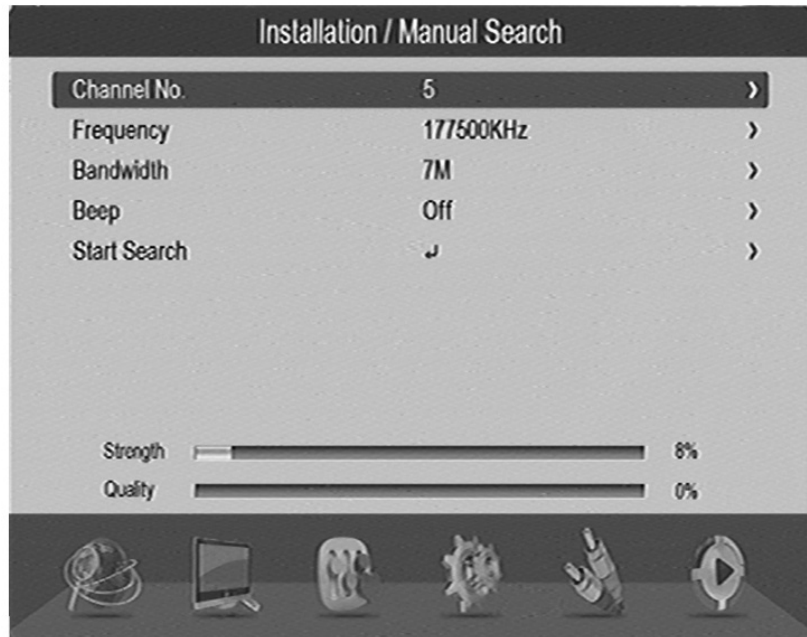 Installation / Manual Search
Channel No. 5
Frequency 177500KHz
Bandwidth 7M
Beep Off
Start Search
Strength 8%
Quality 0%